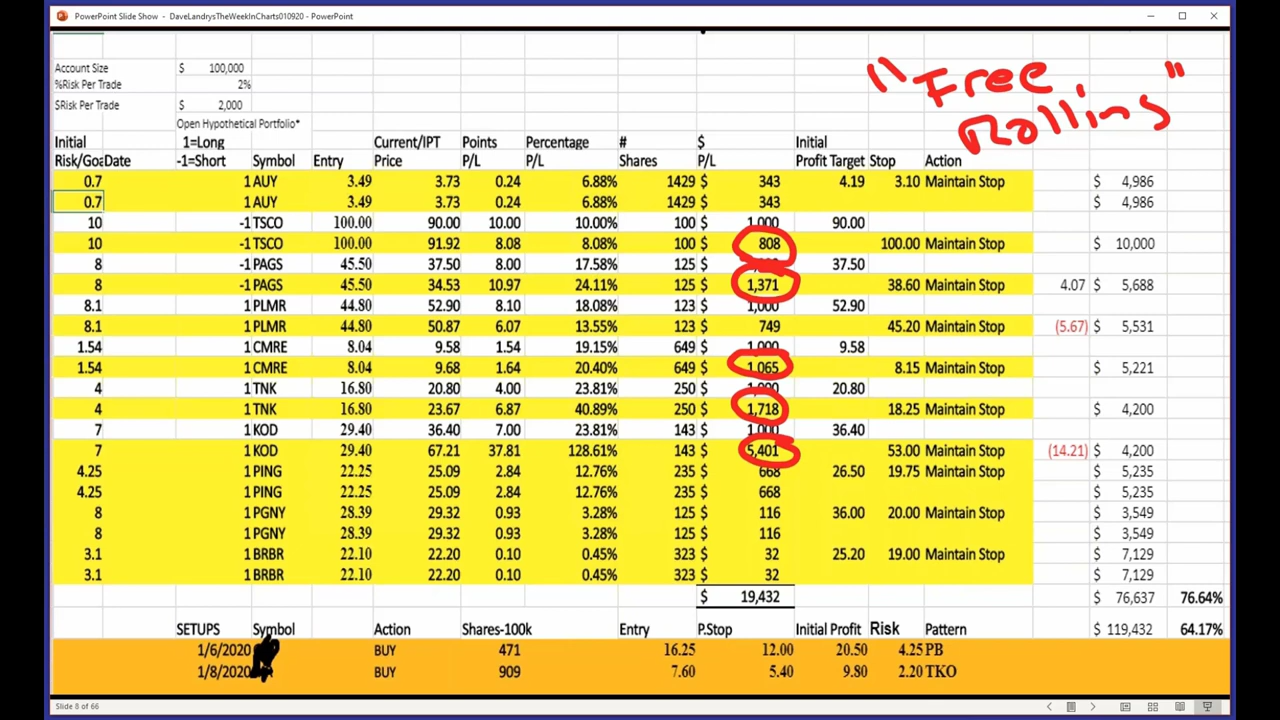 PowerPoint Slide Show - DaveLandrysTheWeekInCharts010920 - PowerPoint
"Free
Rolling"
Account Size $ 100,000
%Risk Per Trade 2%
$Risk Per Trade $ 2,000
Open Hypothetical Portfolio*
Initial 1=Long Current/IPT Points Percentage # $ Initial
Risk/Goa Date -1=Short Symbol Entry Price P/L P/L Shares P/L Profit Target Stop Action
0.7 1 AUY 3.49 3.73 0.24 6.88% 1429 $ 343 4.19 3.10 Maintain Stop $ 4,986
0.7 1 AUY 3.49 3.73 0.24 6.88% 1429 $ 343 $ 4,986
10 -1 TSCO 100.00 90.00 10.00 10.00% 100 $ 1,000 90.00
10 -1 TSCO 100.00 91.92 8.08 8.08% 100 $ 808 100.00 Maintain Stop $ 10,000
8 -1 PAGS 45.50 37.50 8.00 17.58% 125 $ 37.50
8 -1 PAGS 45.50 34.53 10.97 24.11% 125 $ 1,371 38.60 Maintain Stop 4.07 $ 5,688
8.1 1 PLMR 44.80 52.90 8.10 18.08% 123 $ 1,000 52.90
8.1 1 PLMR 44.80 50.87 6.07 13.55% 123 $ 749 45.20 Maintain Stop (5.67) $ 5,531
1.54 1 CMRE 8.04 9.58 1.54 19.15% 649 $ 1,000 9.58
1.54 1 CMRE 8.04 9.68 1.64 20.40% 649 $ 1,065 8.15 Maintain Stop $ 5,221
4 1 TNK 16.80 20.80 4.00 23.81% 250 $ 1,000 20.80
4 1 TNK 16.80 23.67 6.87 40.89% 250 $ 1,718 18.25 Maintain Stop $ 4,200
7 1 KOD 29.40 36.40 7.00 23.81% 143 $ 1,000 36.40
7 1 KOD 29.40 67.21 37.81 128.61% 143 $ 5,401 53.00 Maintain Stop (14.21) $ 4,200
4.25 1 PING 22.25 25.09 2.84 12.76% 235 $ 668 26.50 19.75 Maintain Stop $ 5,235
4.25 1 PING 22.25 25.09 2.84 12.76% 235 $ 668 $ 5,235
8 1 PGNY 28.39 29.32 0.93 3.28% 125 $ 116 36.00 20.00 Maintain Stop $ 3,549
8 1 PGNY 28.39 29.32 0.93 3.28% 125 $ 116 $ 3,549
3.1 1 BRBR 22.10 22.20 0.10 0.45% 323 $ 32 25.20 19.00 Maintain Stop $ 7,129
3.1 1 BRBR 22.10 22.20 0.10 0.45% 323 $ 32 $ 7,129
$ 19,432 $ 76,637 76.64%
SETUPS Symbol Action Shares-100k Entry P.Stop Initial Profit Risk Pattern $ 119,432 64.17%
1/6/2020 BUY 471 16.25 12.00 20.50 4.25 PB
1/8/2020 BUY 909 7.60 5.40 9.80 2.20 TKO
Slide 8 of 66